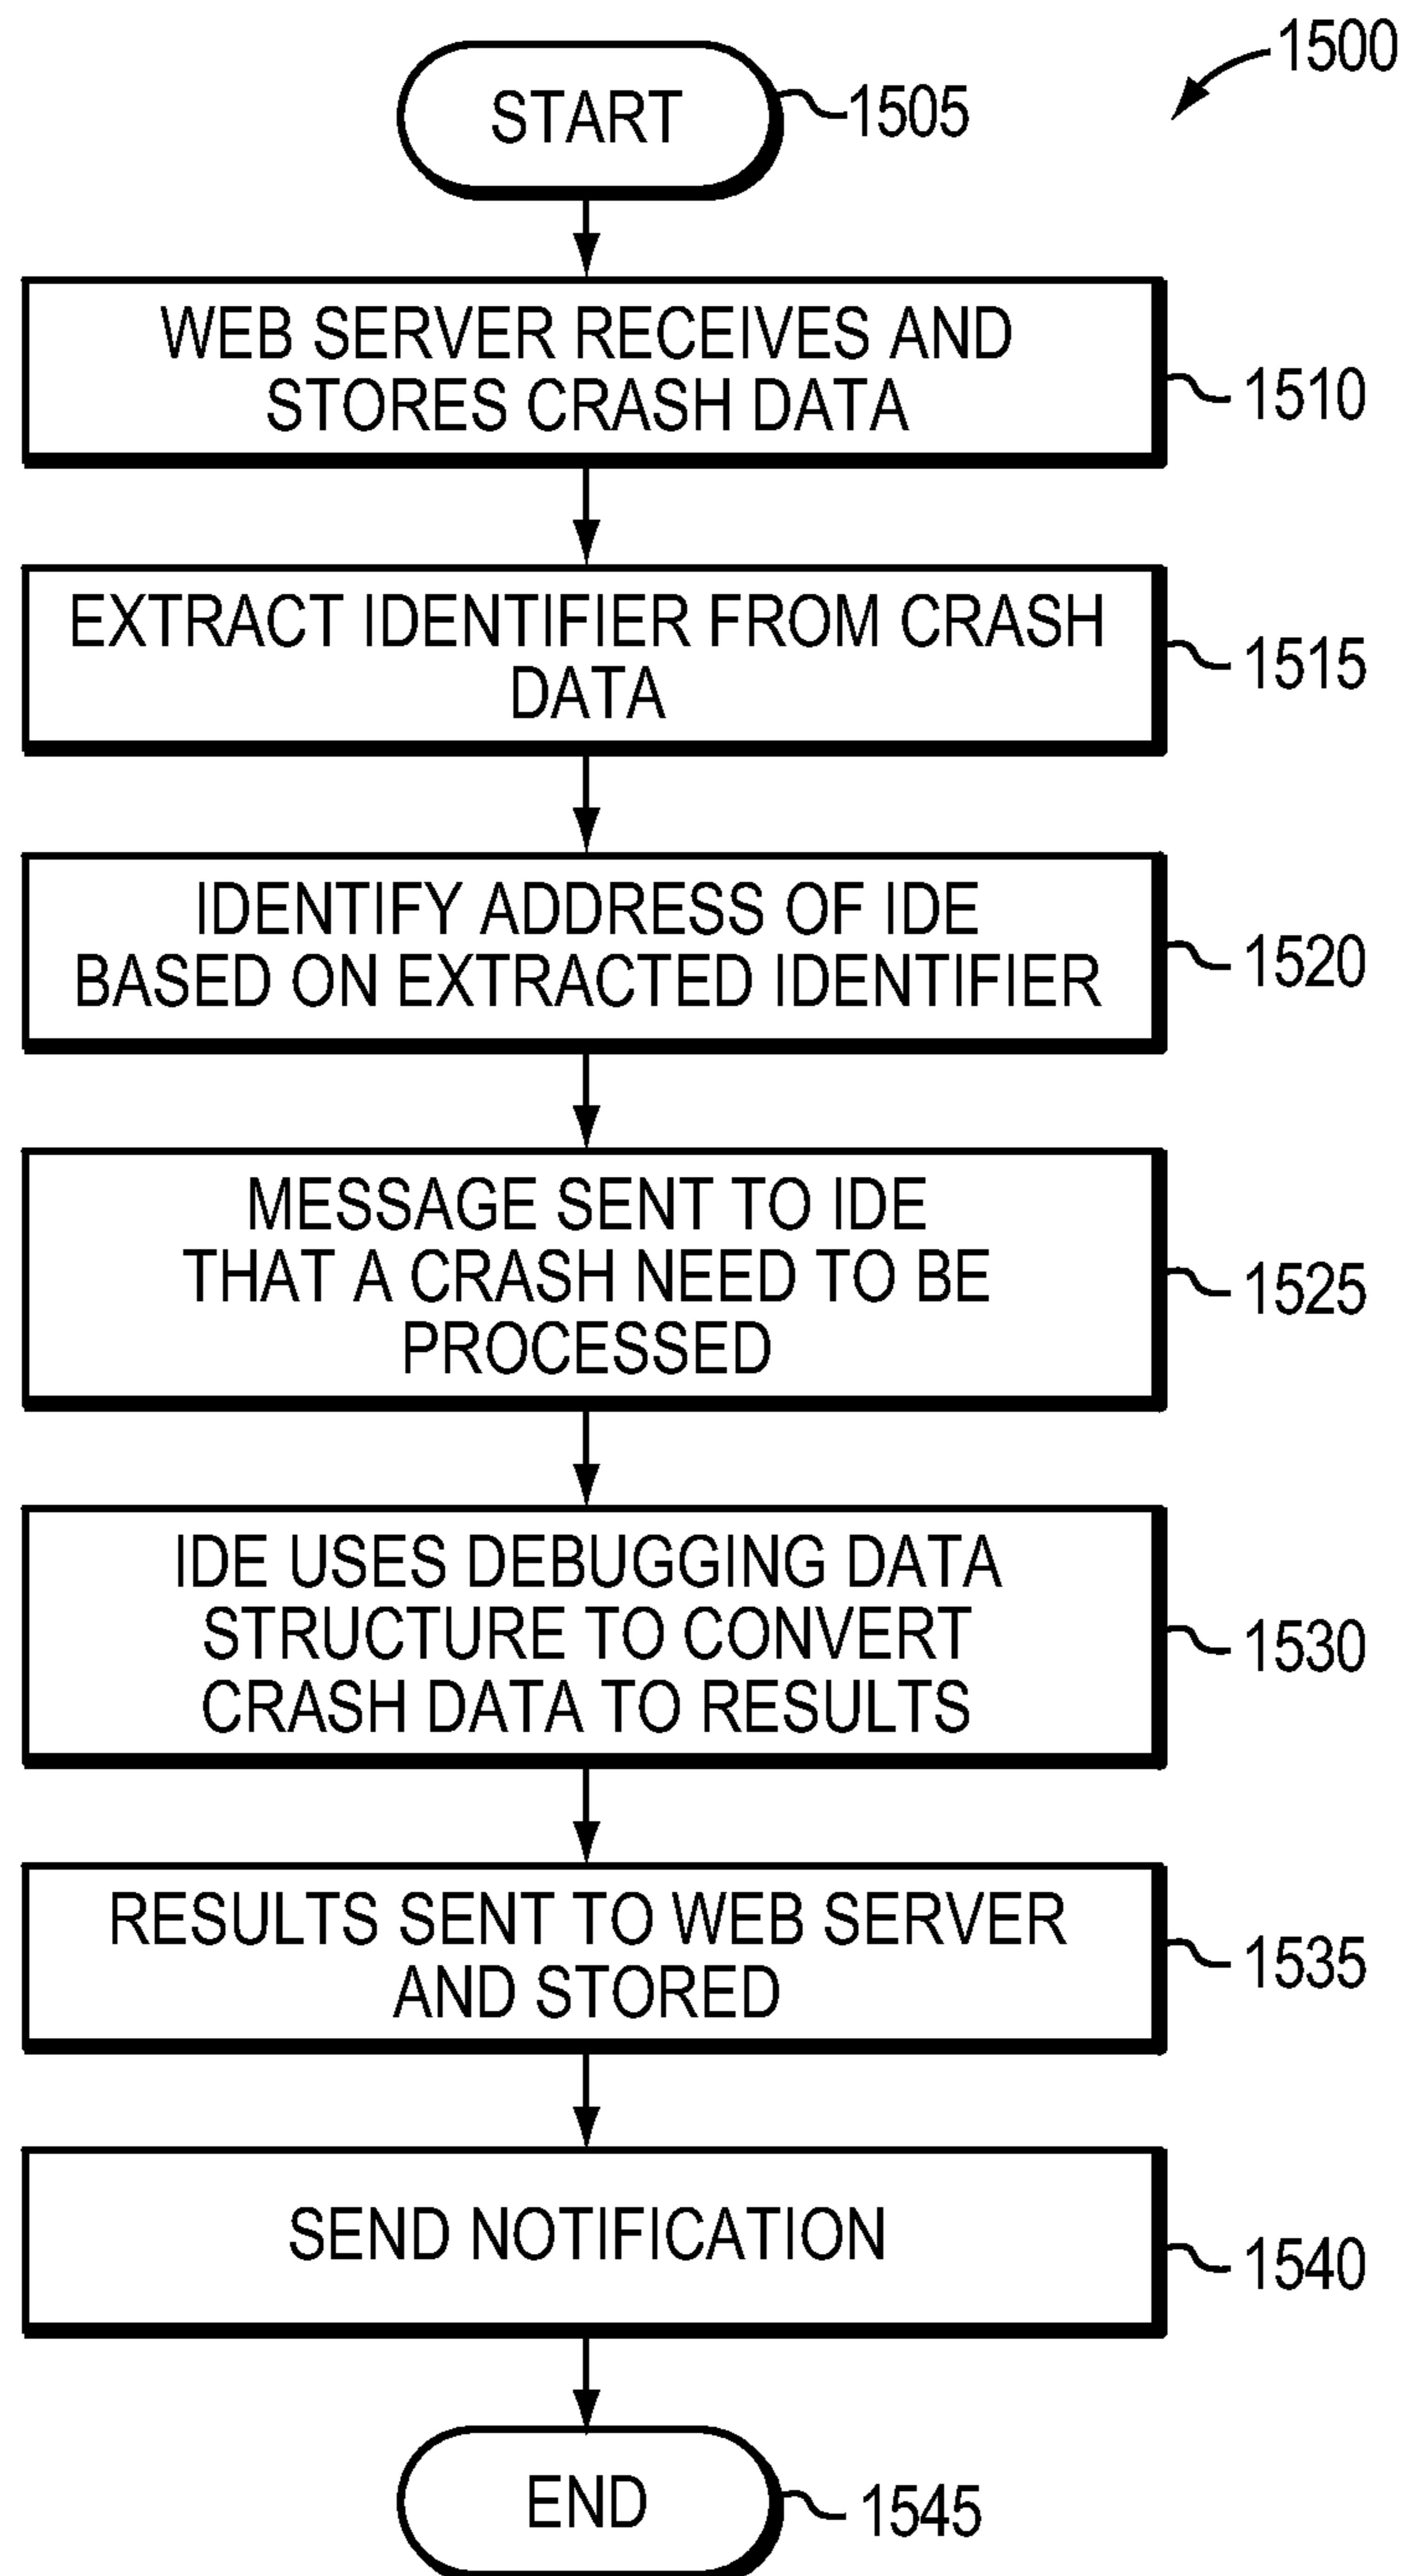 1500
START
1505
WEB SERVER RECEIVES AND
STORES CRASH DATA
1510
EXTRACT IDENTIFIER FROM CRASH
DATA
1515
IDENTIFY ADDRESS OF IDE
BASED ON EXTRACTED IDENTIFIER
1520
MESSAGE SENT TO IDE
THAT A CRASH NEED TO BE
PROCESSED
1525
IDE USES DEBUGGING DATA
STRUCTURE TO CONVERT
CRASH DATA TO RESULTS
1530
RESULTS SENT TO WEB SERVER
AND STORED
1535
SEND NOTIFICATION
1540
END
1545